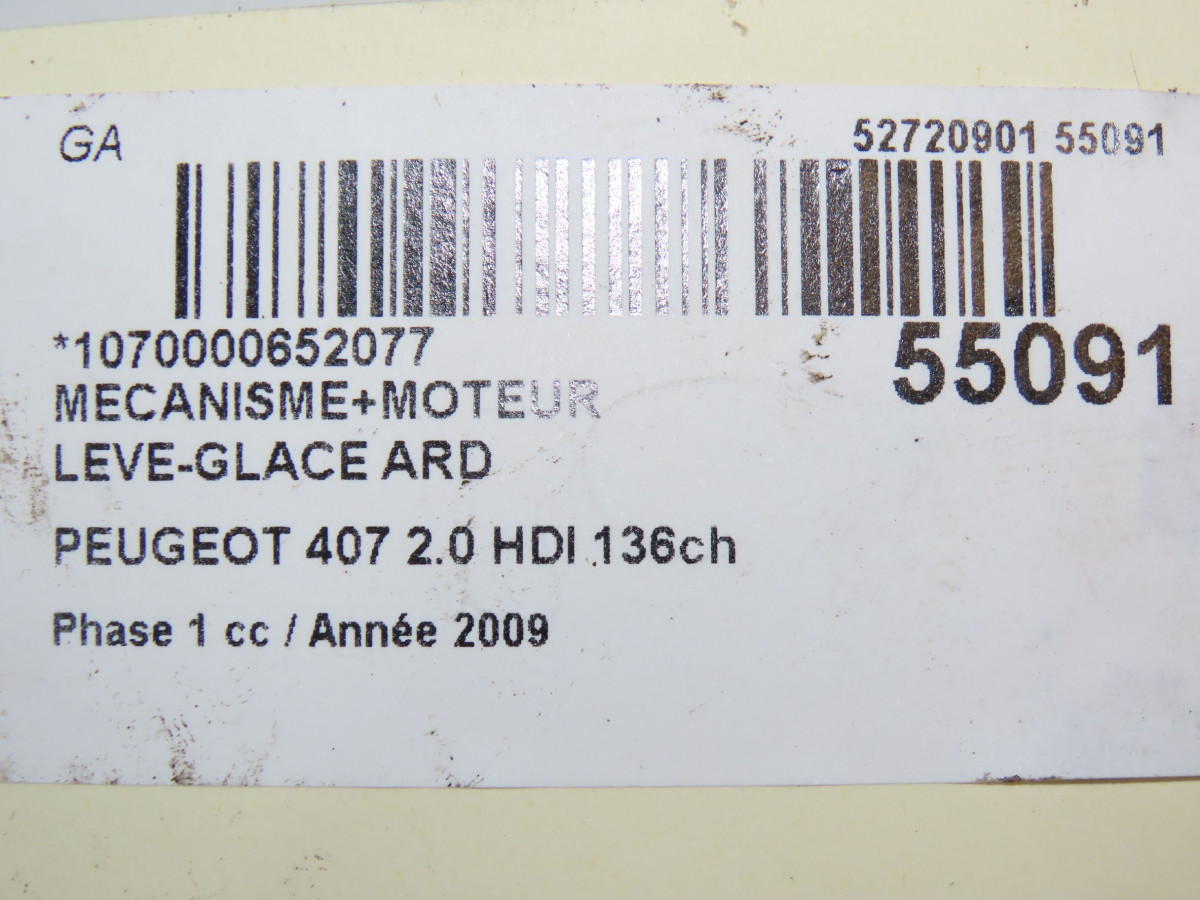 GA
52720901 55091
*1070000652077
55091
MECANISME+MOTEUR
LEVE-GLACE ARD
PEUGEOT 407 2.0 HDI 136ch
Phase 1 cc / Année 2009